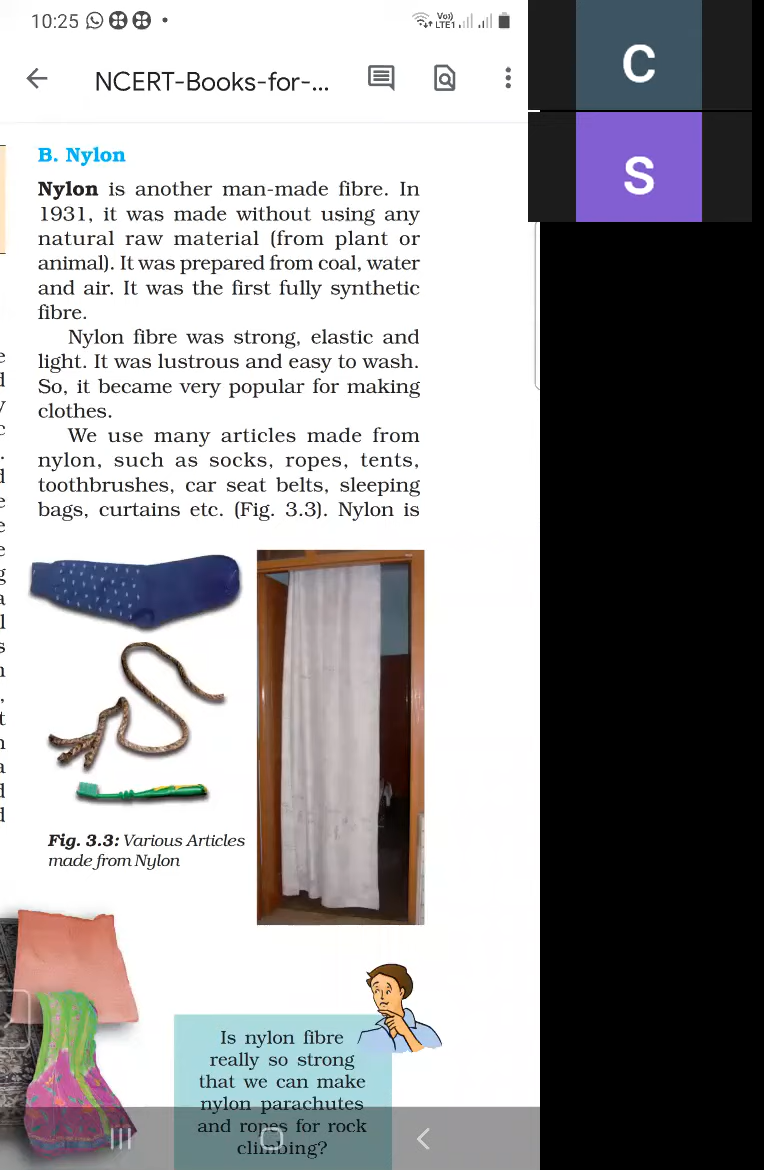 10:25
Vo))
LTE1
NCERT-Books-for-...
C
S
B. Nylon
Nylon is another man-made fibre. In
1931, it was made without using any
natural raw material (from plant or
animal). It was prepared from coal, water
and air. It was the first fully synthetic
fibre.
Nylon fibre was strong, elastic and
light. It was lustrous and easy to wash.
So, it became very popular for making
clothes.
We use many articles made from
nylon, such as socks, ropes, tents,
toothbrushes, car seat belts, sleeping
bags, curtains etc. (Fig. 3.3). Nylon is
Fig. 3.3: Various Articles
made from Nylon
Is nylon fibre
really so strong
that we can make
nylon parachutes
and ropes for rock
climbing?